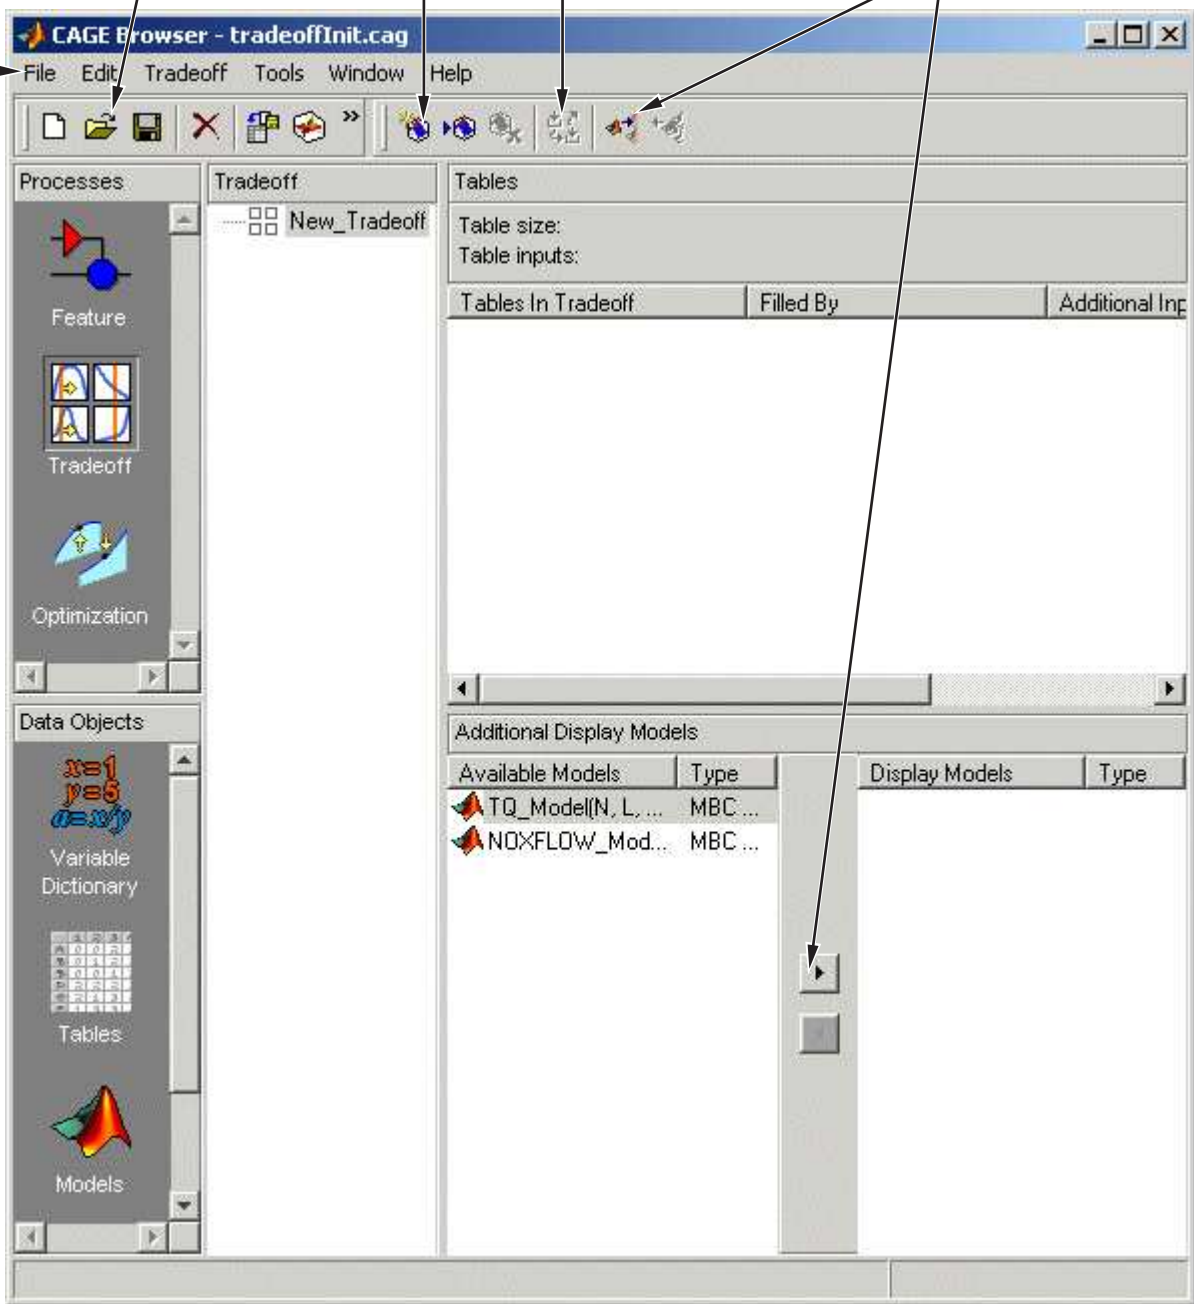 CAGE Browser - tradeoffInit.cag
File Edit Tradeoff Tools Window Help
Processes
Tradeoff
Tables
New_Tradeoff
Table size:
Table inputs:
Tables In Tradeoff Filled By Additional Inp
Feature
Tradeoff
Optimization
Data Objects
Additional Display Models
Available Models Type
Display Models Type
TQ_Model(N, L, ... MBC ...
NOXFLOW_Mod... MBC ...
x=1
y=5
a=x/y
Variable
Dictionary
Tables
Models